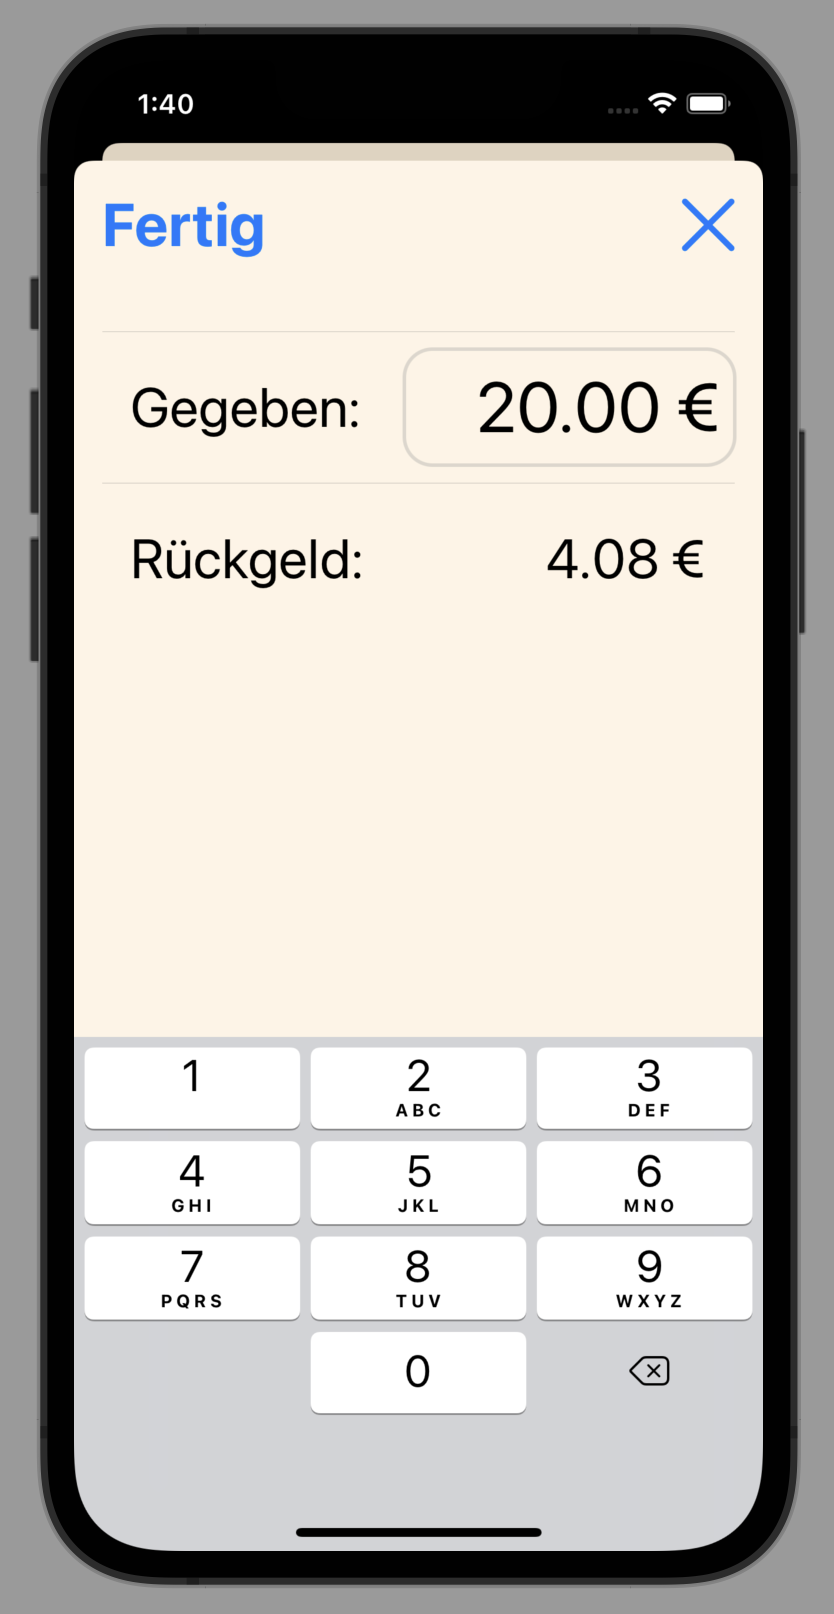 1:40
Fertig
Gegeben: 20.00 €
Rückgeld: 4.08 €
1 2 3
ABC DEF
4 5 6
GHI JKL MNO
7 8 9
PQRS TUV WXYZ
0